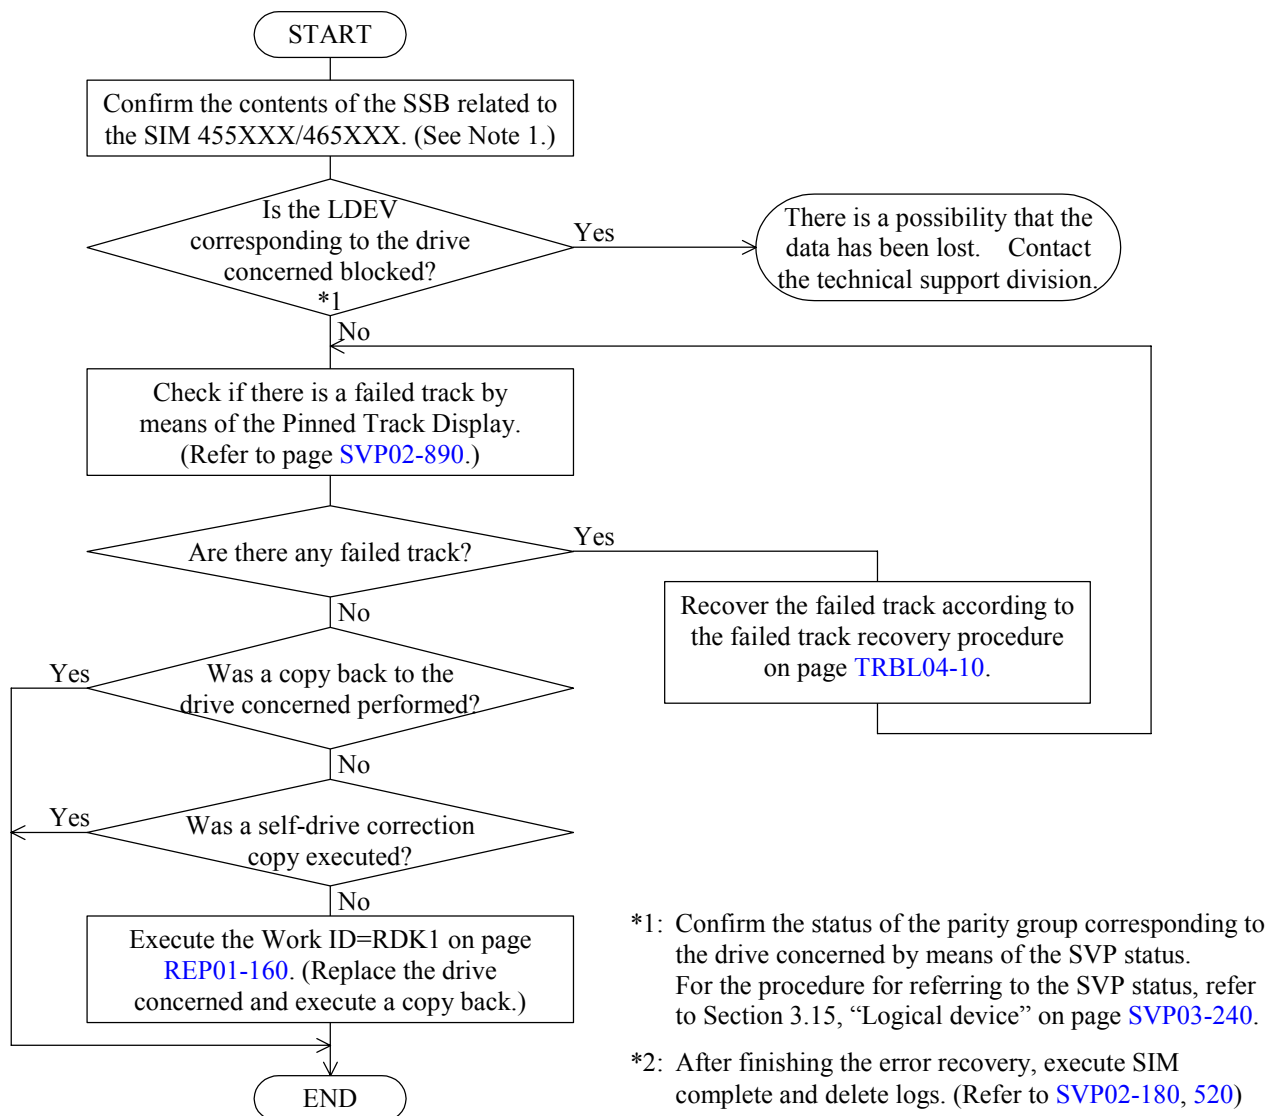 START
Confirm the contents of the SSB related to
the SIM 455XXX/465XXX. (See Note 1.)
Is the LDEV
corresponding to the drive
concerned blocked?
*1
Yes
There is a possibility that the
data has been lost. Contact
the technical support division.
No
Check if there is a failed track by
means of the Pinned Track Display.
(Refer to page SVP02-890.)
Are there any failed track?
Yes
Recover the failed track according to
the failed track recovery procedure
on page TRBL04-10.
No
Was a copy back to the
drive concerned performed?
Yes
No
Was a self-drive correction
copy executed?
Yes
No
Execute the Work ID=RDK1 on page
REP01-160. (Replace the drive
concerned and execute a copy back.)
END
*1: Confirm the status of the parity group corresponding to
the drive concerned by means of the SVP status.
For the procedure for referring to the SVP status, refer
to Section 3.15, “Logical device” on page SVP03-240.
*2: After finishing the error recovery, execute SIM
complete and delete logs. (Refer to SVP02-180, 520)